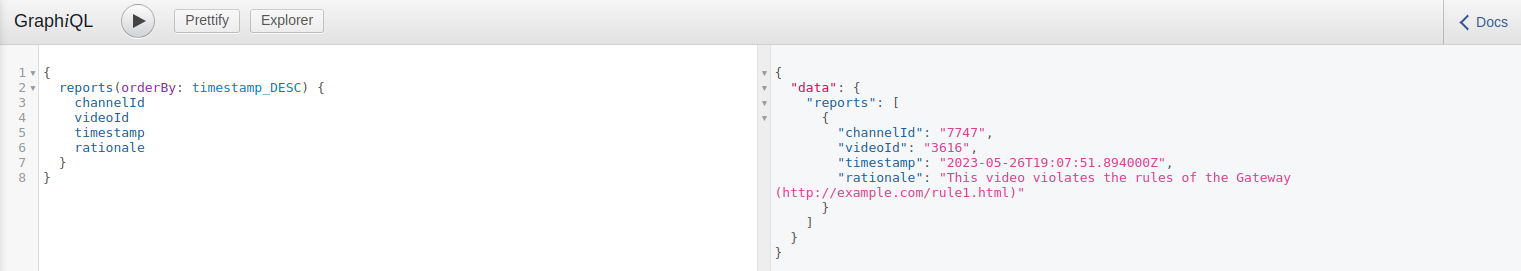 GraphiQL Prettify Explorer Docs
1 {
2 reports(orderBy: timestamp_DESC) {
3 channelId
4 videoId
5 timestamp
6 rationale
7 }
8 }
{
"data": {
"reports": [
{
"channelId": "7747",
"videoId": "3616",
"timestamp": "2023-05-26T19:07:51.894000Z",
"rationale": "This video violates the rules of the Gateway
(http://example.com/rule1.html)"
}
]
}
}